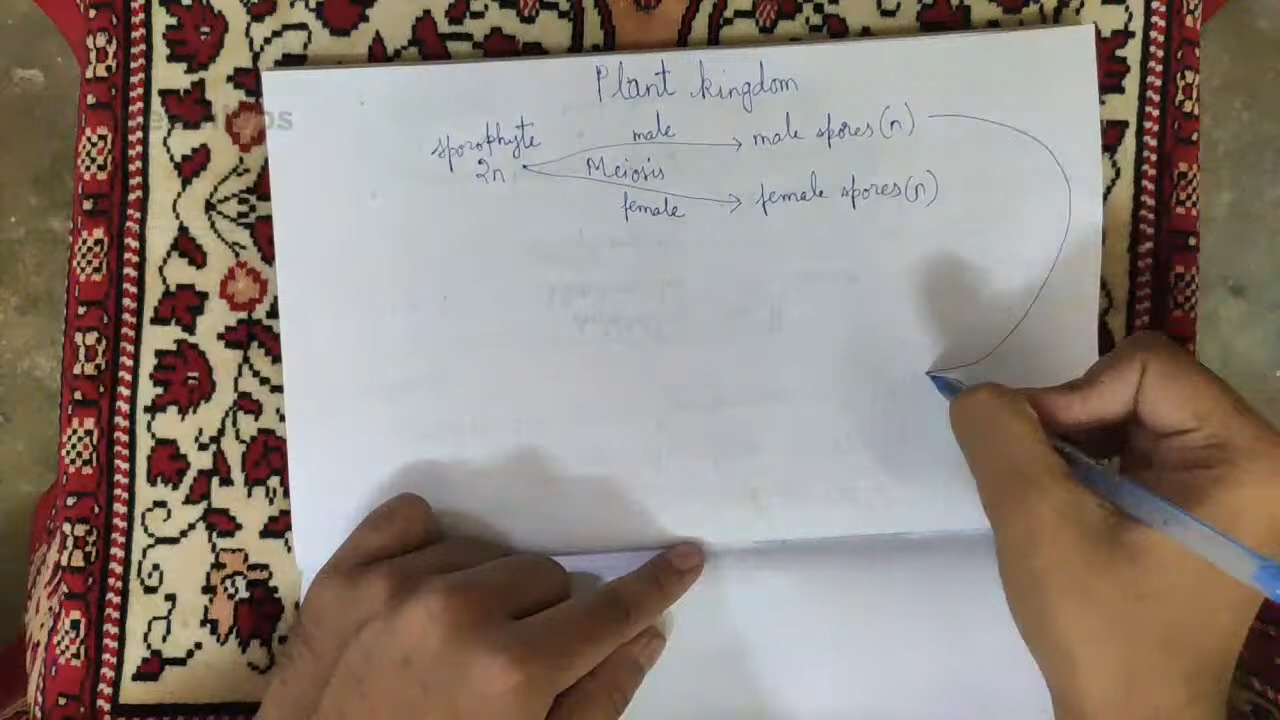 Plant kingdom
sporophyte
2n
male
Meiosis
female
male spores(n)
female spores(n)